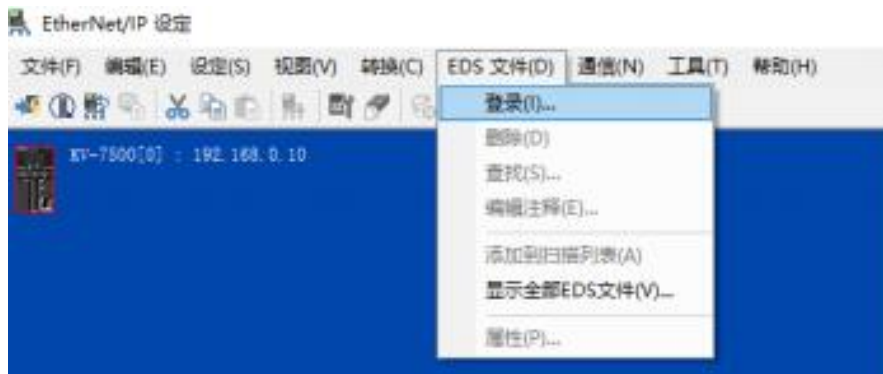 EtherNet/IP 设定
文件(F) 编辑(E) 设定(S) 视图(V) 转换(C) EDS 文件(D) 通信(N) 工具(T) 帮助(H)
登录(I)...
删除(D)
查找(S)...
编辑注释(E)...
添加到扫描列表(A)
显示全部EDS文件(V)...
属性(P)...
KV-7500[0] : 192.168.0.10